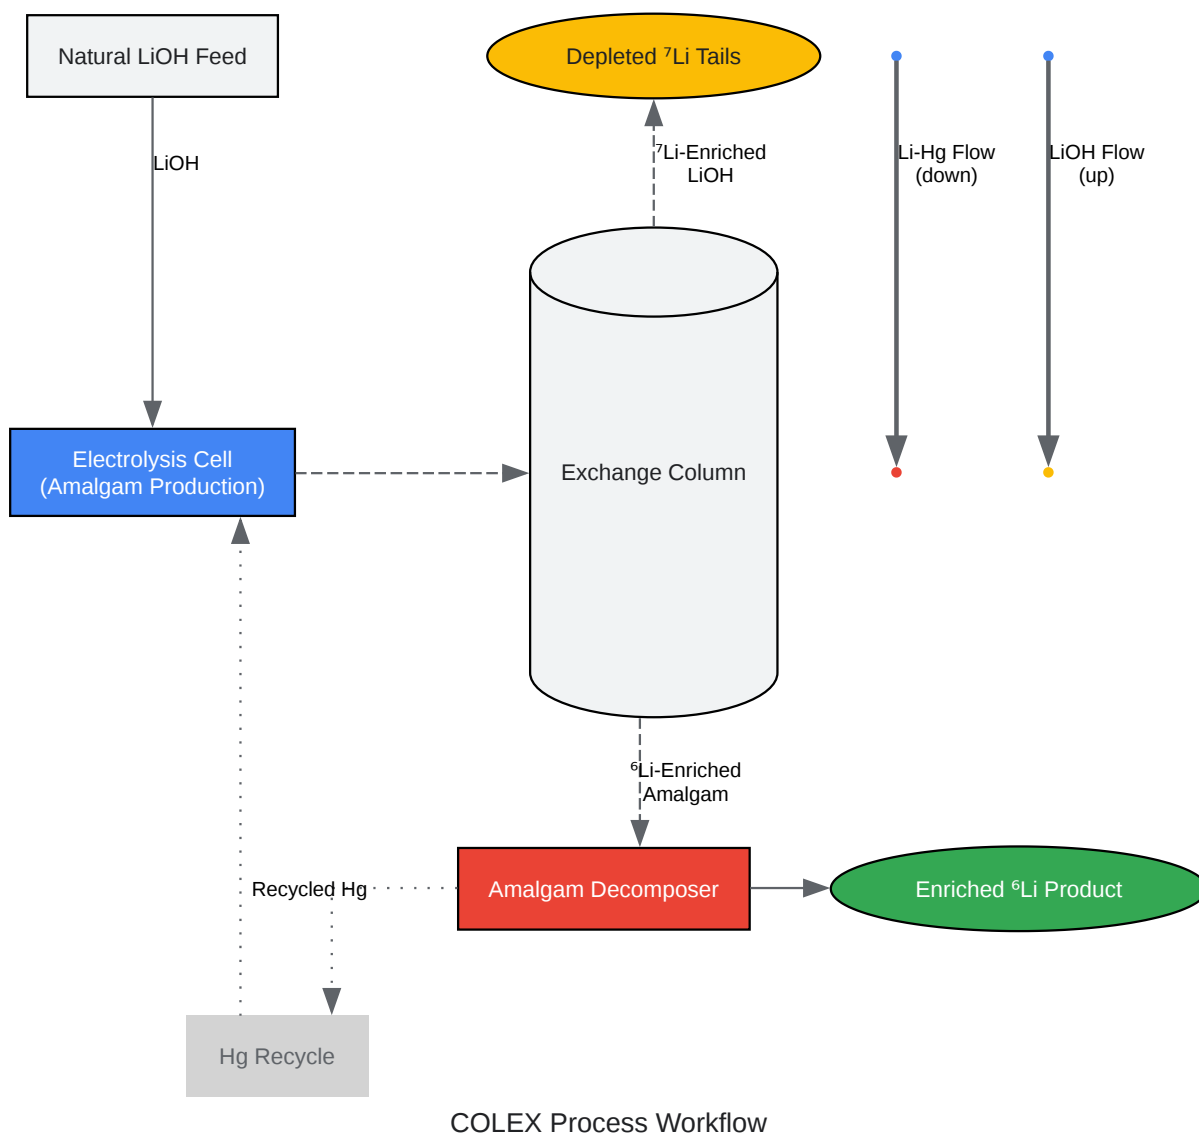 Natural LiOH Feed
Depleted ⁷Li Tails
LiOH
⁷Li-Enriched
LiOH
Li-Hg Flow
(down)
LiOH Flow
(up)
Electrolysis Cell
(Amalgam Production)
Exchange Column
⁶Li-Enriched
Amalgam
Recycled Hg
Amalgam Decomposer
Enriched ⁶Li Product
Hg Recycle
COLEX Process Workflow